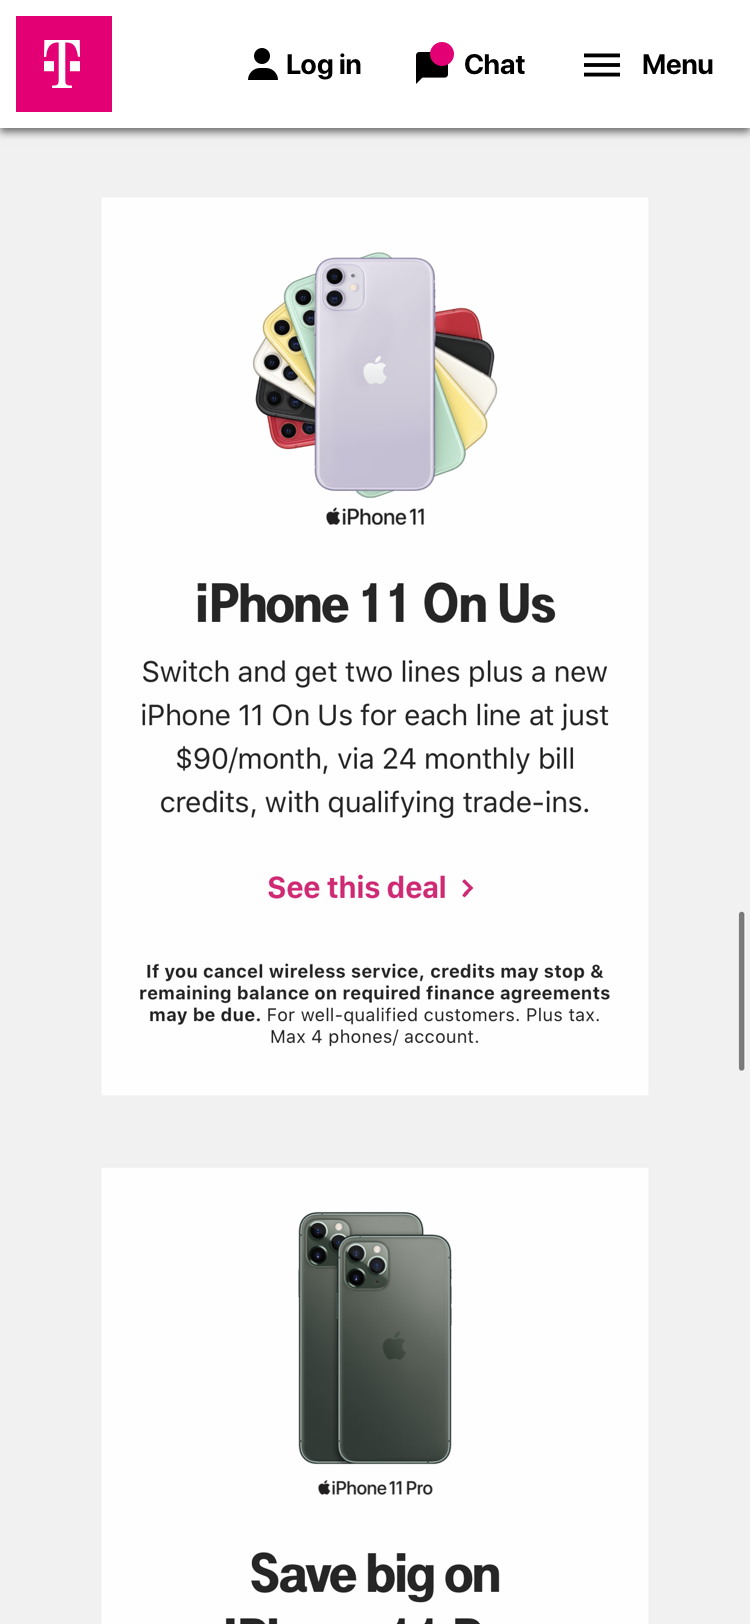 T
Log in
Chat
Menu
iPhone 11
iPhone 11 On Us
Switch and get two lines plus a new
iPhone 11 On Us for each line at just
$90/month, via 24 monthly bill
credits, with qualifying trade-ins.
See this deal
If you cancel wireless service, credits may stop &
remaining balance on required finance agreements
may be due. For well-qualified customers. Plus tax.
Max 4 phones/ account.
iPhone 11 Pro
Save big on